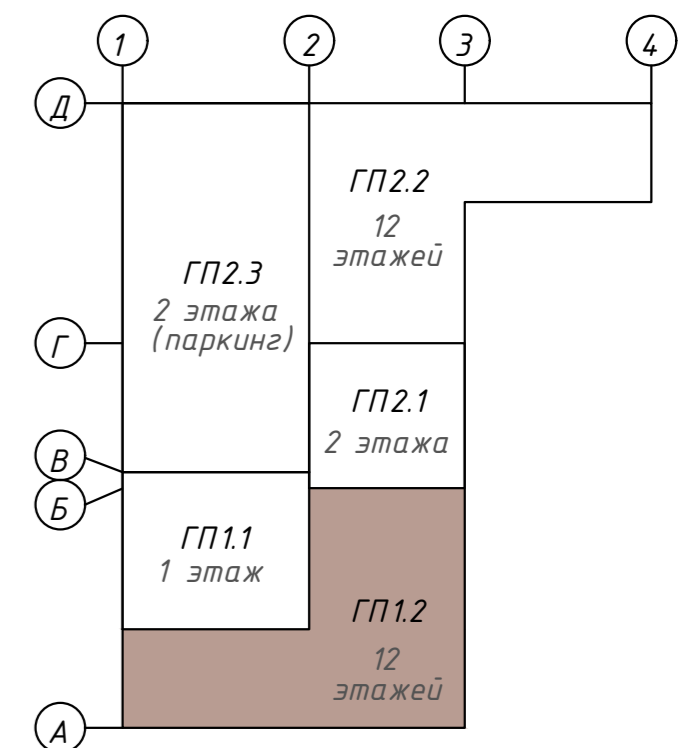 1 2 3 4
Д
ГП2.2
12
этажей
ГП2.3
2 этажа
(паркинг)
Г
ГП2.1
2 этажа
В
Б
ГП1.1
1 этаж
ГП1.2
12
этажей
А